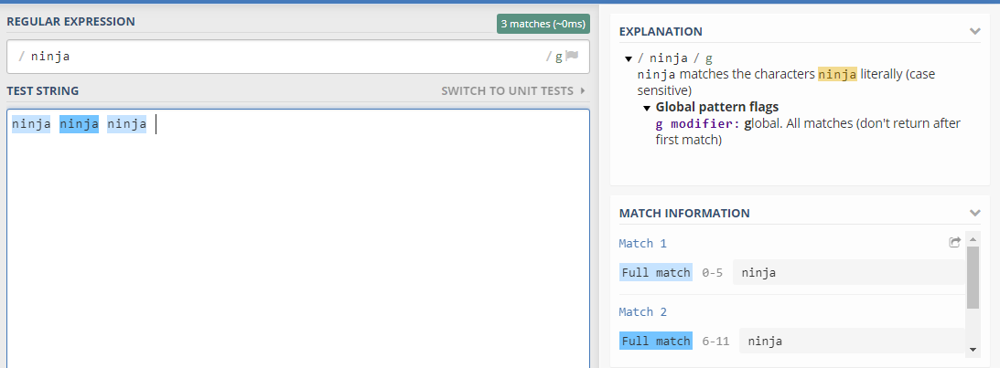 REGULAR EXPRESSION
3 matches (~0ms)
/ ninja / g
TEST STRING
SWITCH TO UNIT TESTS
ninja ninja ninja
EXPLANATION
/ ninja / g
ninja matches the characters ninja literally (case
sensitive)
Global pattern flags
g modifier: global. All matches (don't return after
first match)
MATCH INFORMATION
Match 1
Full match 0-5 ninja
Match 2
Full match 6-11 ninja